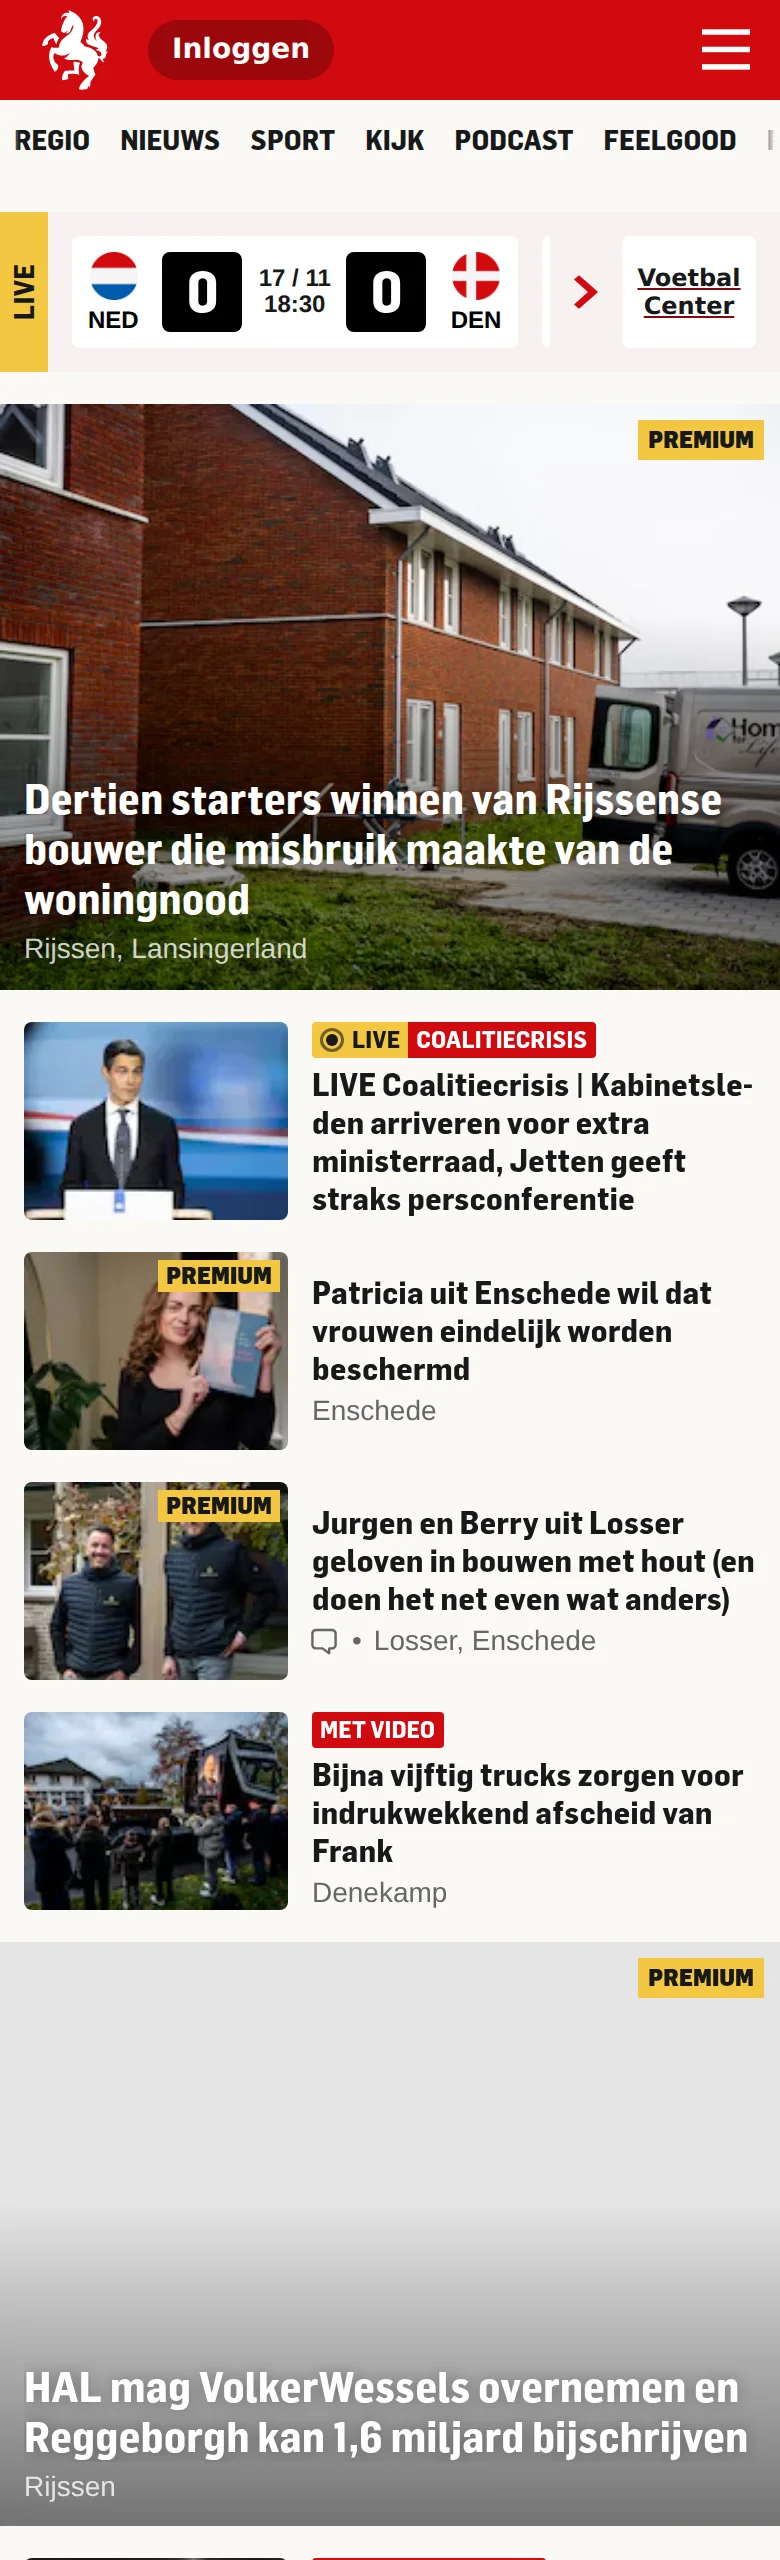 Inloggen
REGIO NIEUWS SPORT KIJK PODCAST FEELGOOD
LIVE
NED
0
17 / 11
18:30
0
DEN
Voetbal
Center
PREMIUM
Home
for
Life
Dertien starters winnen van Rijssense
bouwer die misbruik maakte van de
woningnood
Rijssen, Lansingerland
LIVE COALITIECRISIS
LIVE Coalitiecrisis | Kabinetsle-
den arriveren voor extra
ministerraad, Jetten geeft
straks persconferentie
PREMIUM
Patricia uit Enschede wil dat
vrouwen eindelijk worden
beschermd
Enschede
PREMIUM
Jurgen en Berry uit Losser
geloven in bouwen met hout (en
doen het net even wat anders)
• Losser, Enschede
MET VIDEO
Bijna vijftig trucks zorgen voor
indrukwekkend afscheid van
Frank
Denekamp
PREMIUM
HAL mag VolkerWessels overnemen en
Reggeborgh kan 1,6 miljard bijschrijven
Rijssen